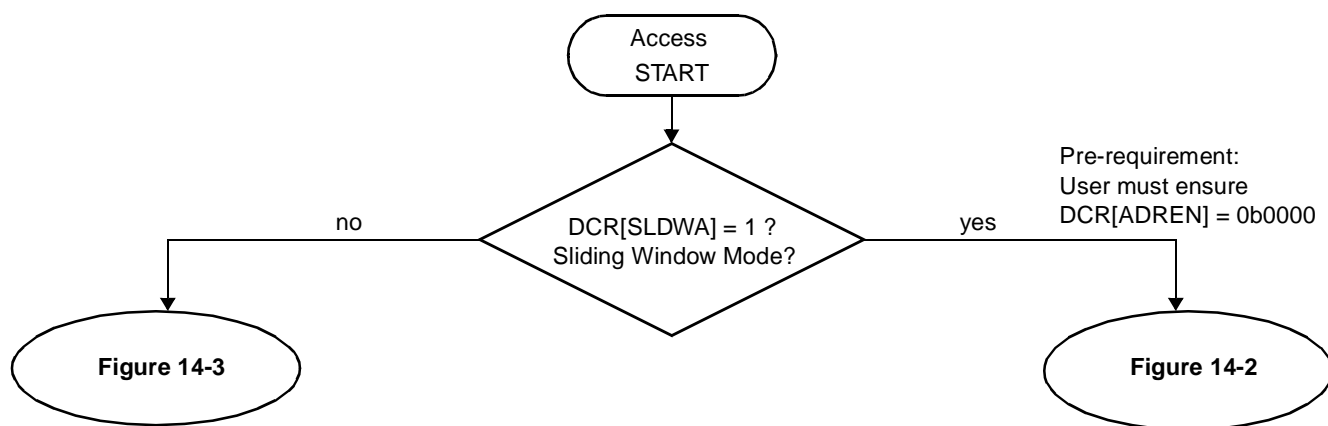 Access
START
Pre-requirement:
User must ensure
DCR[ADREN] = 0b0000
no
DCR[SLDWA] = 1 ?
Sliding Window Mode?
yes
Figure 14-3
Figure 14-2